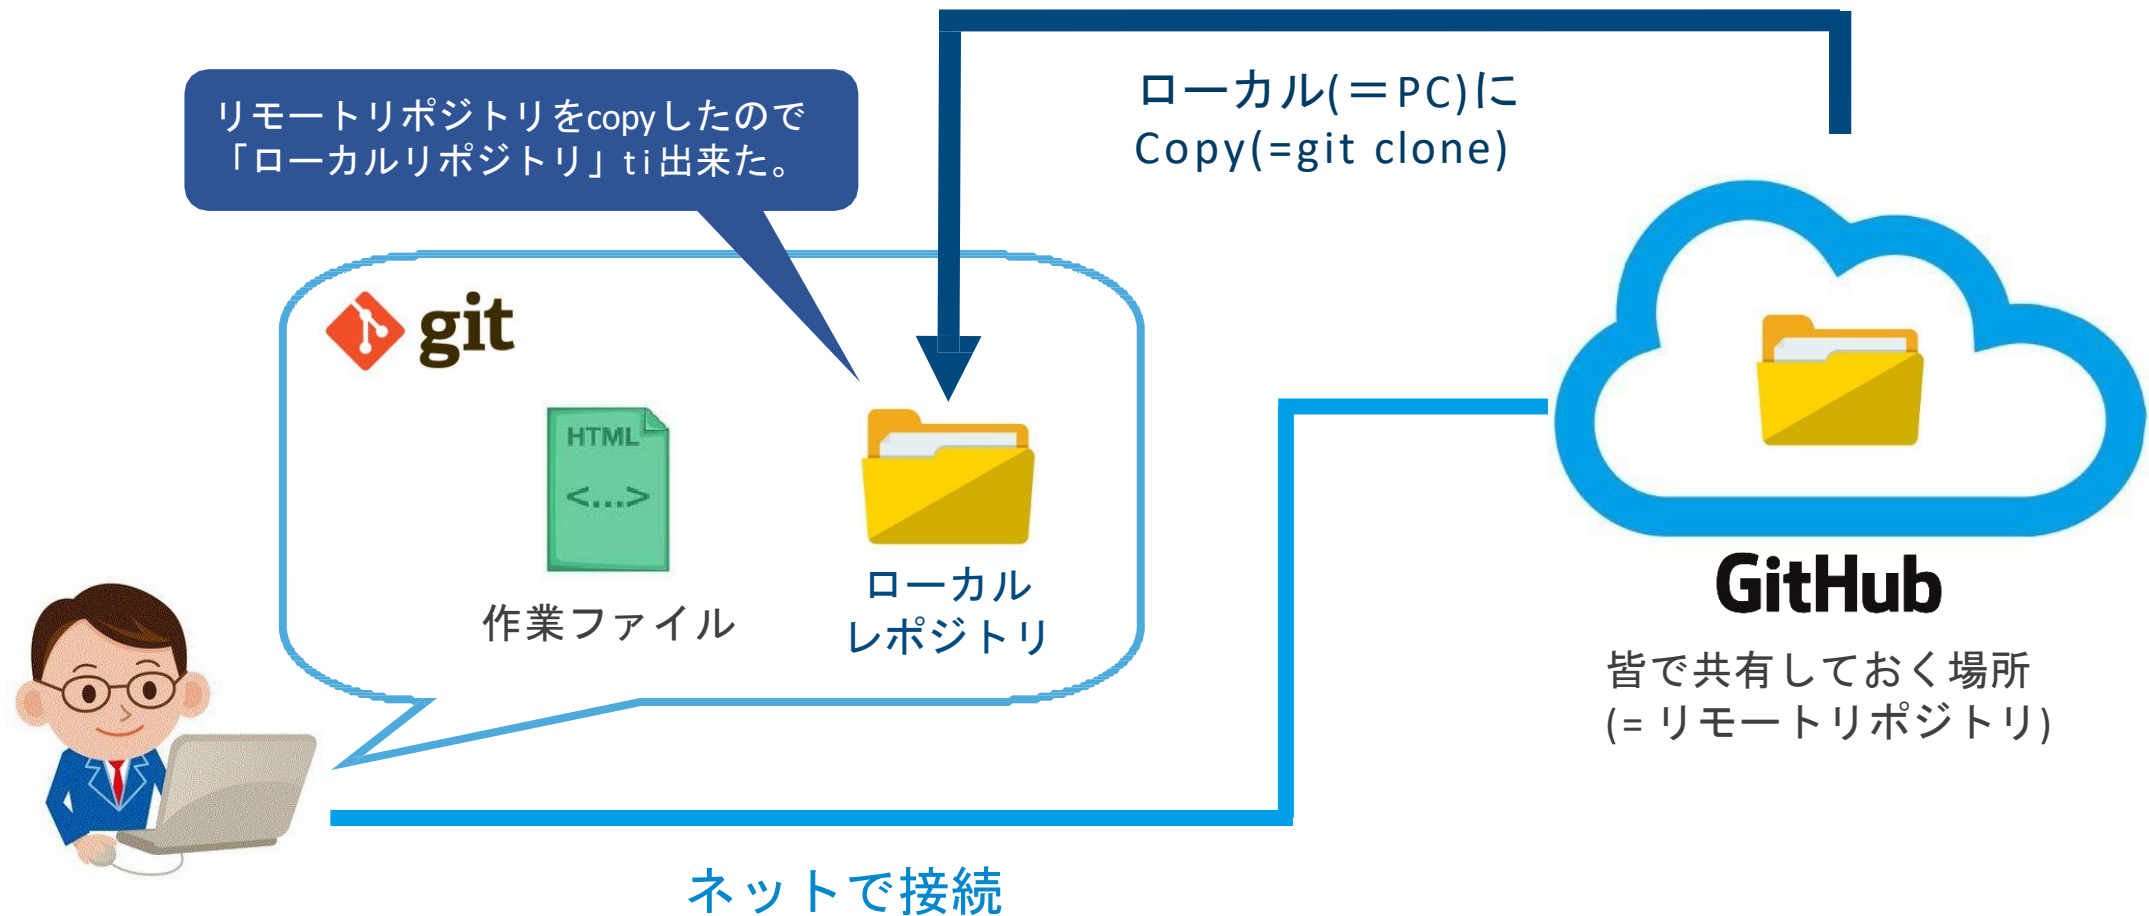 ローカル(＝PC)に
Copy(=git clone)
リモートリポジトリをcopyしたので
「ローカルリポジトリ」ti出来た。
git
HTML
<...>
作業ファイル
ローカル
レポジトリ
GitHub
皆で共有しておく場所
(= リモートリポジトリ)
ネットで接続